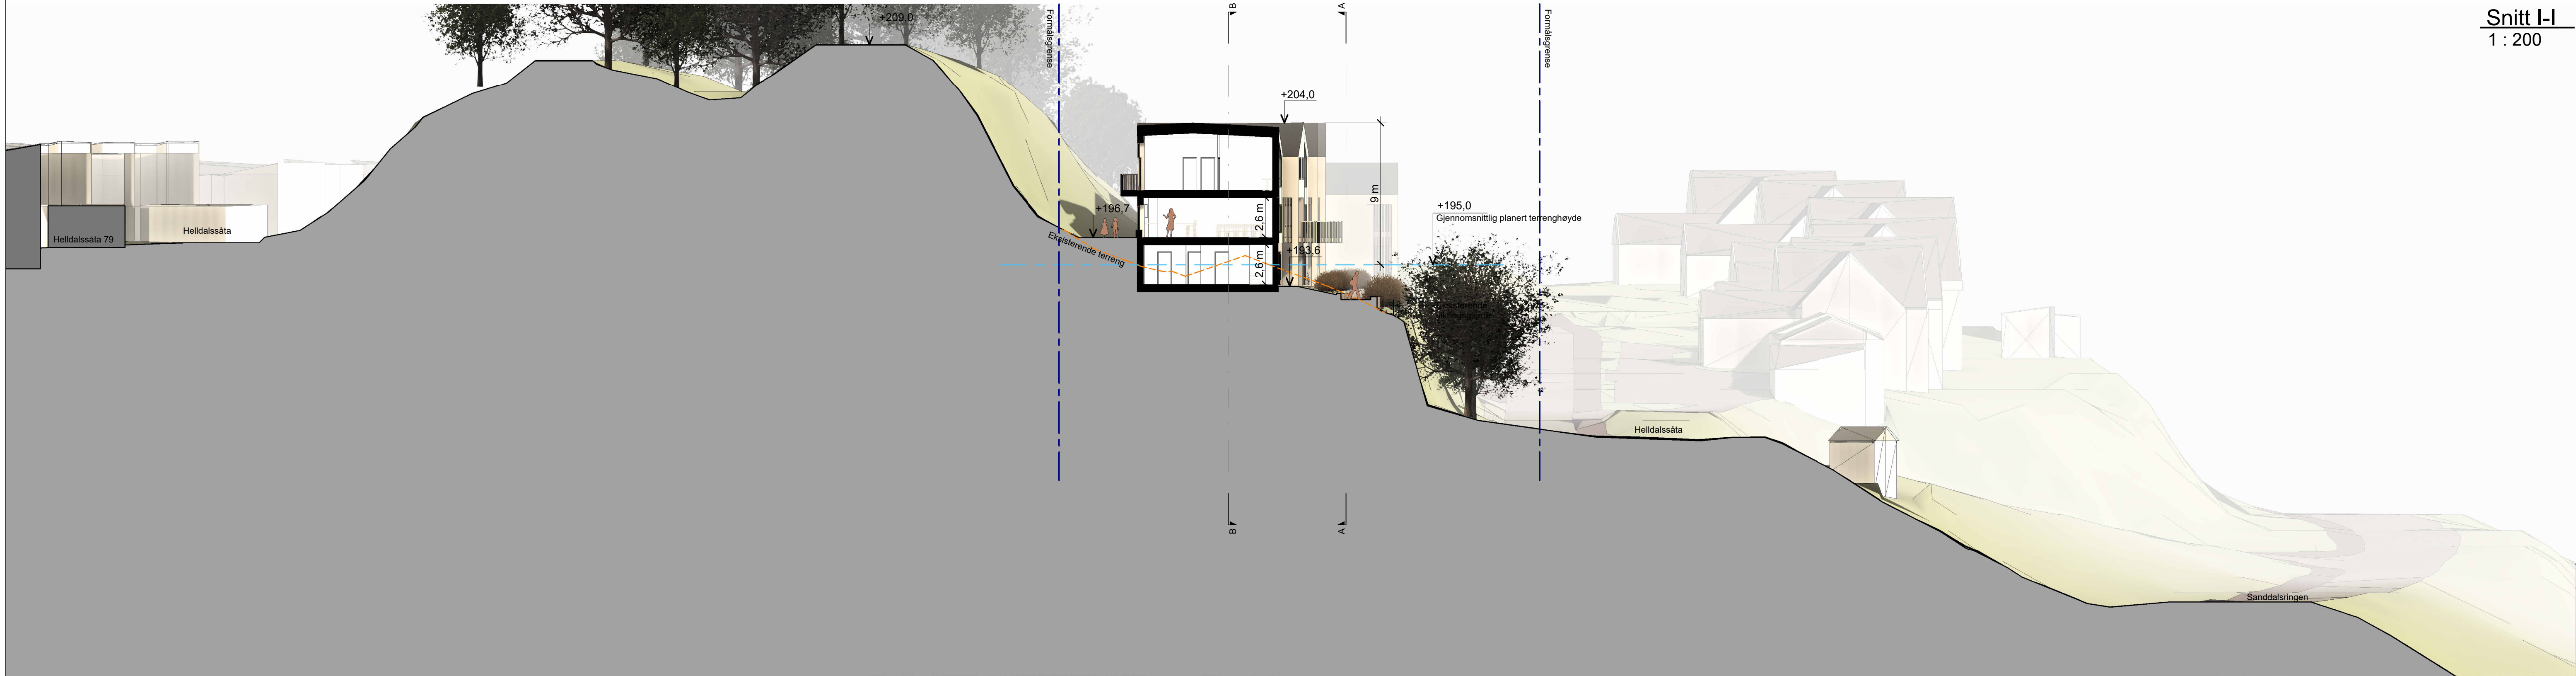 Snitt I-I
1 : 200
+209,0
Formålsgrense
B
A
Formålsgrense
+204,0
9 m
+196,7
2,6 m
+195,0
Gjennomsnittlig planert terrenghøyde
Helldalssåta 79
Helldalssåta
Eksisterende terreng
+193,6
2,6 m
Eksisterende
Helldalssåta
B
A
Sanddalsringen